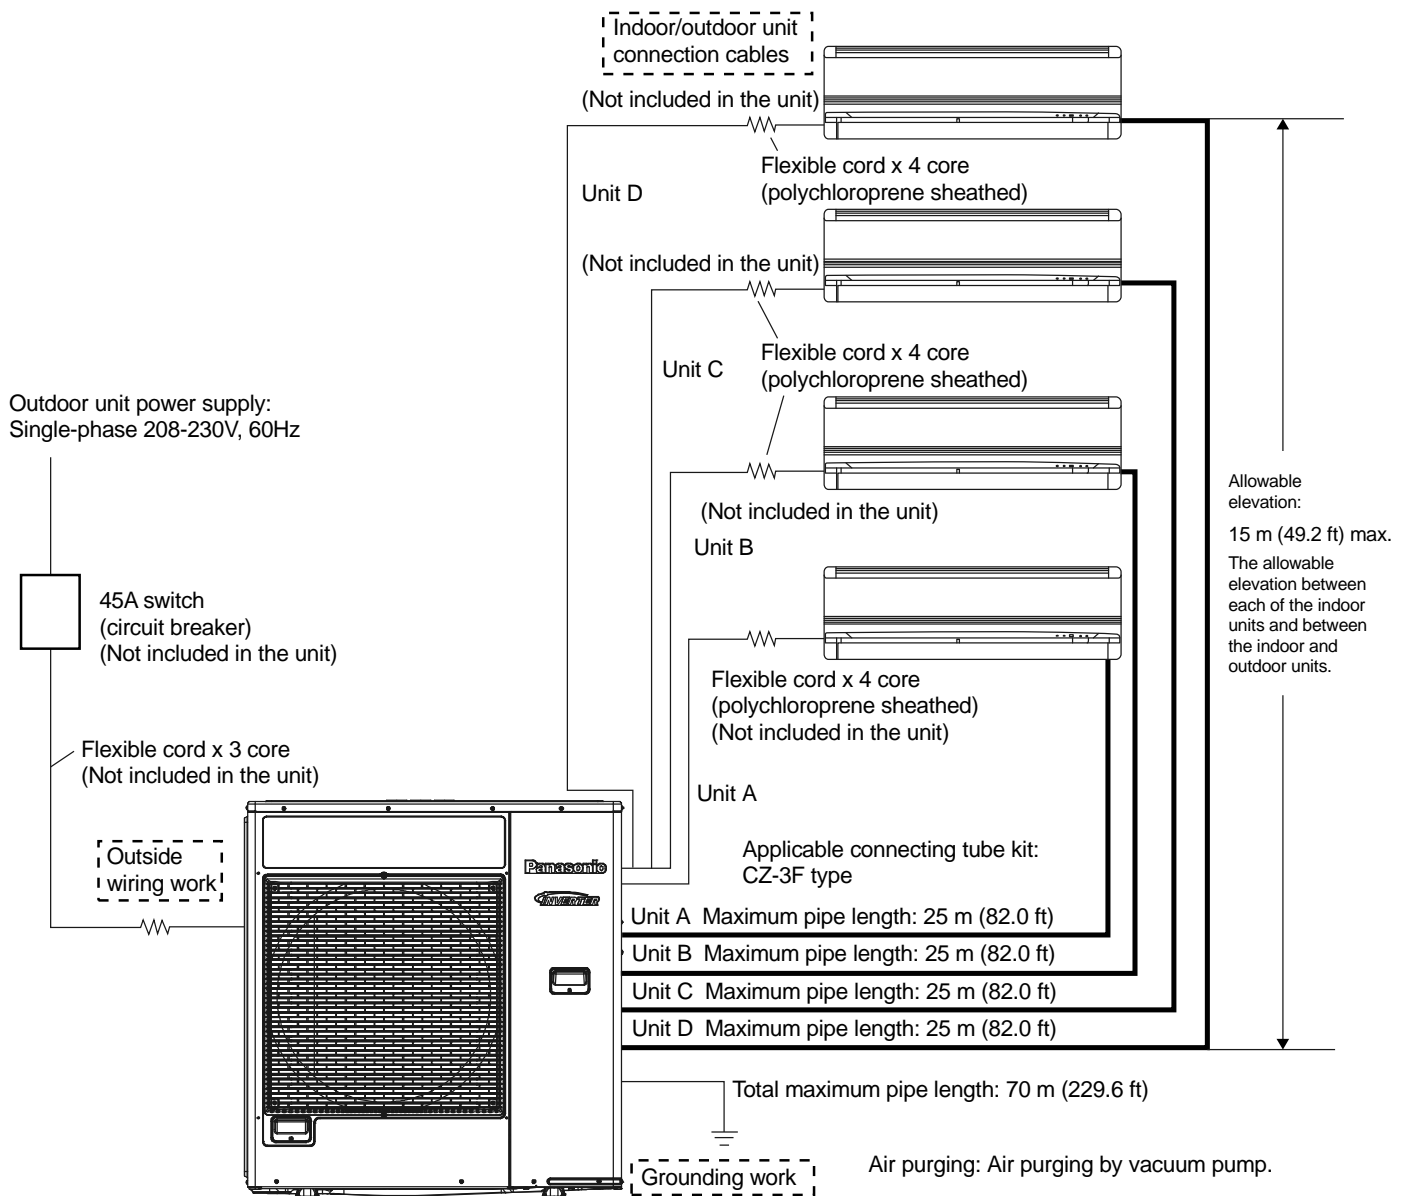 Indoor/outdoor unit
connection cables
(Not included in the unit)
Flexible cord x 4 core
(polychloroprene sheathed)
Unit D
(Not included in the unit)
Flexible cord x 4 core
(polychloroprene sheathed)
Unit C
Outdoor unit power supply:
Single-phase 208-230V, 60Hz
(Not included in the unit)
Unit B
Allowable
elevation:
15 m (49.2 ft) max.
The allowable
elevation between
each of the indoor
units and between
the indoor and
outdoor units.
45A switch
(circuit breaker)
(Not included in the unit)
Flexible cord x 4 core
(polychloroprene sheathed)
(Not included in the unit)
Flexible cord x 3 core
(Not included in the unit)
Unit A
Outside
wiring work
Panasonic
INVERTER
Applicable connecting tube kit:
CZ-3F type
Unit A Maximum pipe length: 25 m (82.0 ft)
Unit B Maximum pipe length: 25 m (82.0 ft)
Unit C Maximum pipe length: 25 m (82.0 ft)
Unit D Maximum pipe length: 25 m (82.0 ft)
Total maximum pipe length: 70 m (229.6 ft)
Grounding work
Air purging: Air purging by vacuum pump.